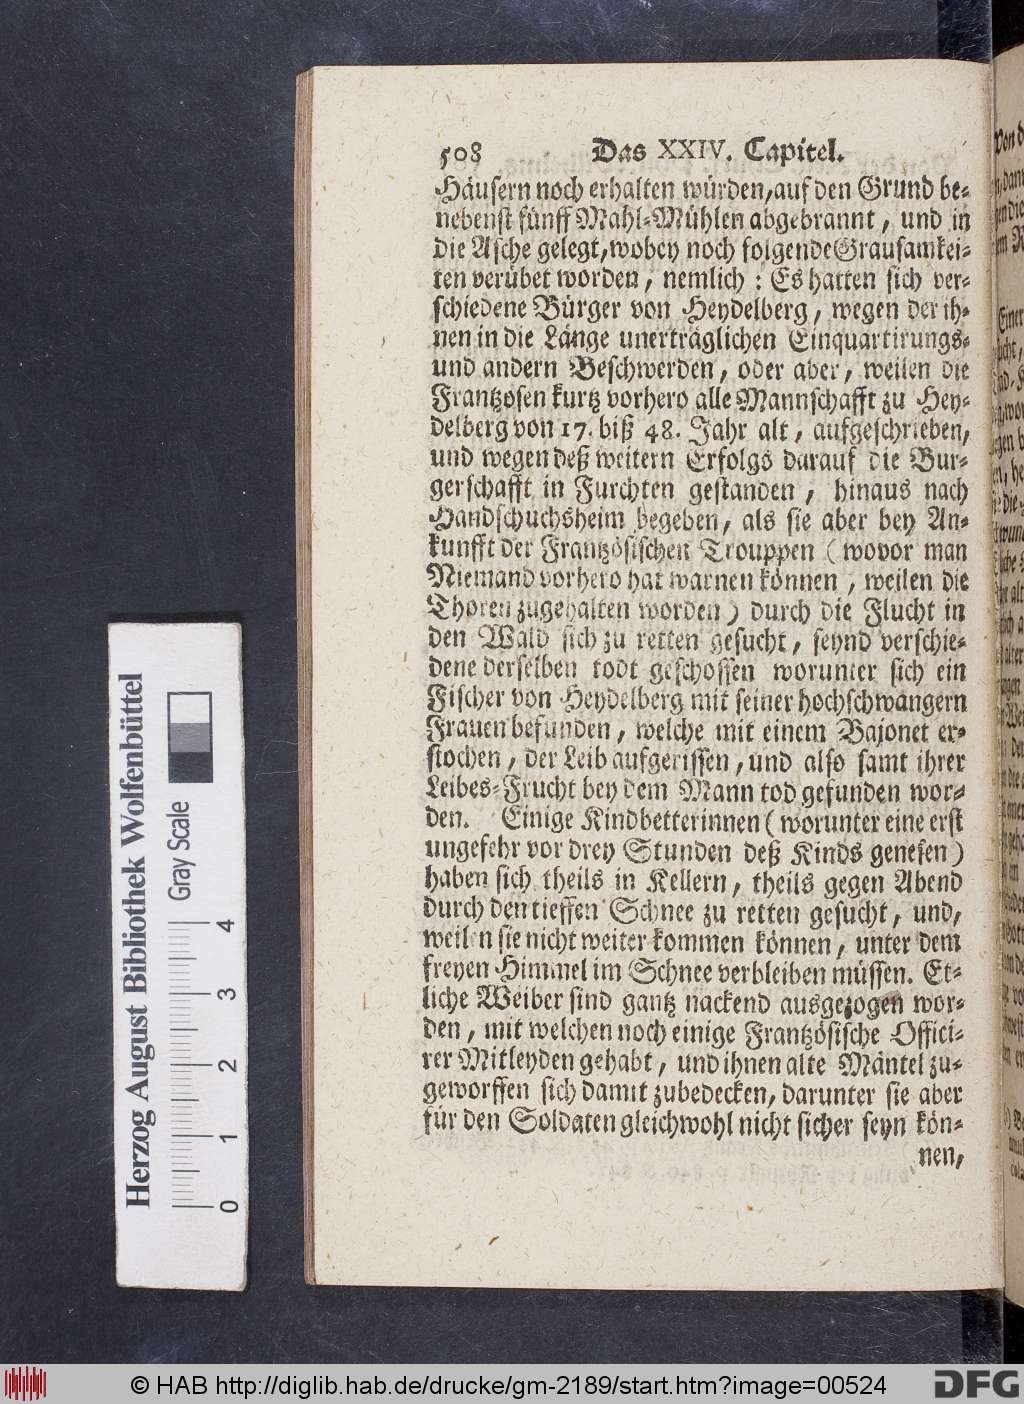 508 Das XXIV. Capitel.
Häusern noch erhalten würden, auf den Grund be-
nebenst fünff Mahl-Mühlen abgebrannt, und in
die Asche gelegt, wobey noch folgende Grausamkei-
ten verübet worden, nemlich : Es hatten sich ver-
schiedene Bürger von Heydelberg, wegen der ih-
nen in die Länge unerträglichen Einquartirungs-
und andern Beschwerden, oder aber, weilen die
Frantzosen kurtz vorhero alle Mannschafft zu Hey-
delberg von 17. biß 48. Jahr alt, aufgeschrieben,
und wegen deß weitern Erfolgs darauf die Bur-
gerschafft in Furchten gestanden, hinaus nach
Handschuchsheim begeben, als sie aber bey An-
kunfft der Frantzösischen Trouppen (wovor man
Niemand vorhero hat warnen können, weilen die
Thoren zugehalten worden) durch die Flucht in
den Wald sich zu retten gesucht, seynd verschie-
dene derselben todt geschossen worunter sich ein
Fischer von Heydelberg mit seiner hochschwangern
Frauen befunden, welche mit einem Bajonet er-
stochen, der Leib aufgerissen, und also samt ihrer
Leibes-Frucht bey dem Mann tod gefunden wor-
den. Einige Kindbetterinnen (worunter eine erst
ungefehr vor drey Stunden deß Kinds genesen)
haben sich theils in Kellern, theils gegen Abend
durch den tieffen Schnee zu retten gesucht, und,
weilen sie nicht weiter kommen können, unter dem
freyen Himmel im Schnee verbleiben müssen. Et-
liche Weiber sind gantz nackend ausgezogen wor-
den, mit welchen noch einige Frantzösische Offici-
rer Mitleyden gehabt, und ihnen alte Mäntel zu-
geworffen sich damit zubedecken, darunter sie aber
für den Soldaten gleichwohl nicht sicher seyn kön-
nen,
Herzog August Bibliothek Wolfenbüttel
Gray Scale
0 1 2 3 4
© HAB http://diglib.hab.de/drucke/gm-2189/start.htm?image=00524
DFG